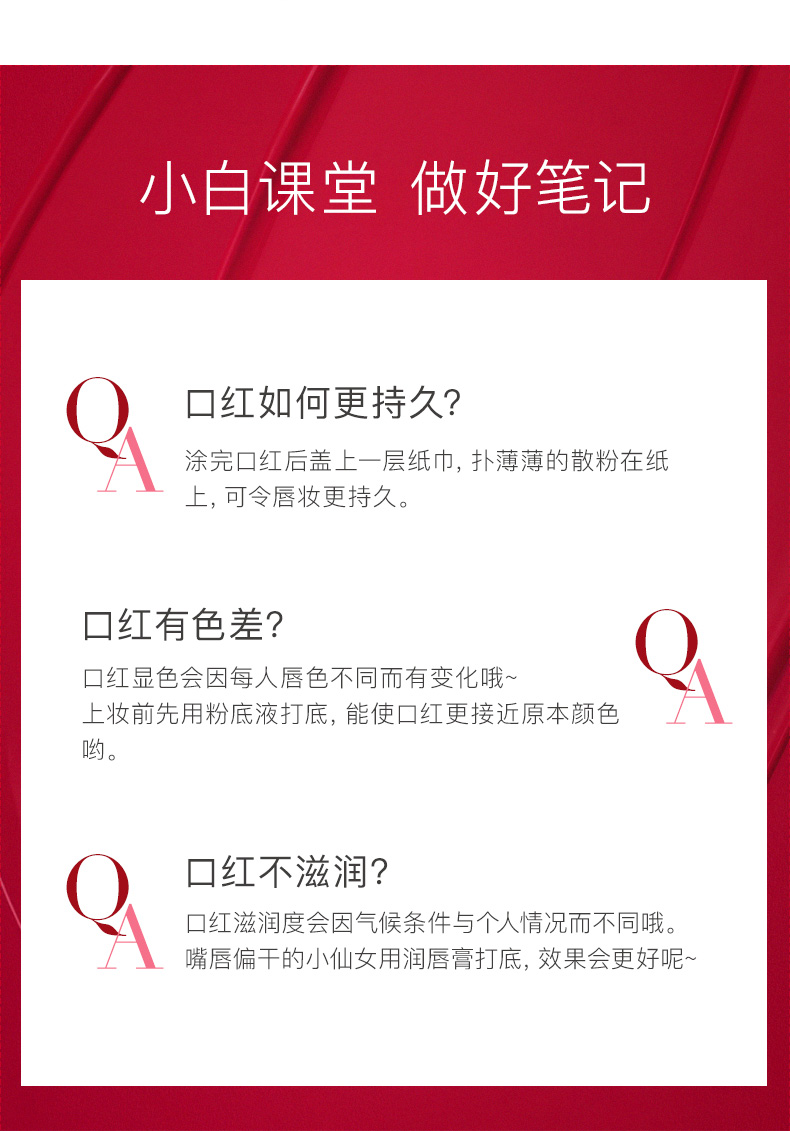 小白课堂 做好笔记
QA
口红如何更持久?
涂完口红后盖上一层纸巾, 扑薄薄的散粉在纸
上, 可令唇妆更持久。
口红有色差?
QA
口红显色会因每人唇色不同而有变化哦~
上妆前先用粉底液打底, 能使口红更接近原本颜色
哟。
QA
口红不滋润?
口红滋润度会因气候条件与个人情况而不同哦。
嘴唇偏干的小仙女用润唇膏打底, 效果会更好呢~